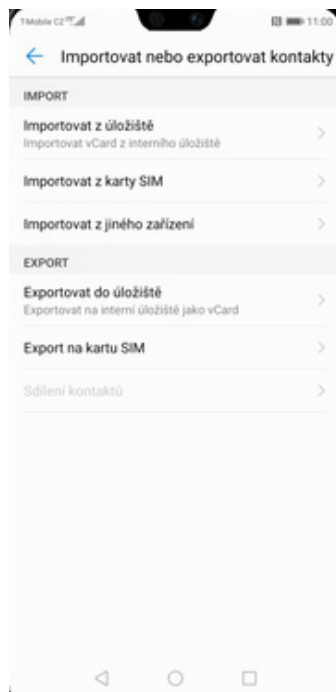 T-Mobile CZ 11:00
Importovat nebo exportovat kontakty
IMPORT
Importovat z úložiště
Importovat vCard z interního úložiště
Importovat z karty SIM
Importovat z jiného zařízení
EXPORT
Exportovat do úložiště
Exportovat na interní úložiště jako vCard
Export na kartu SIM
Sdílení kontaktů